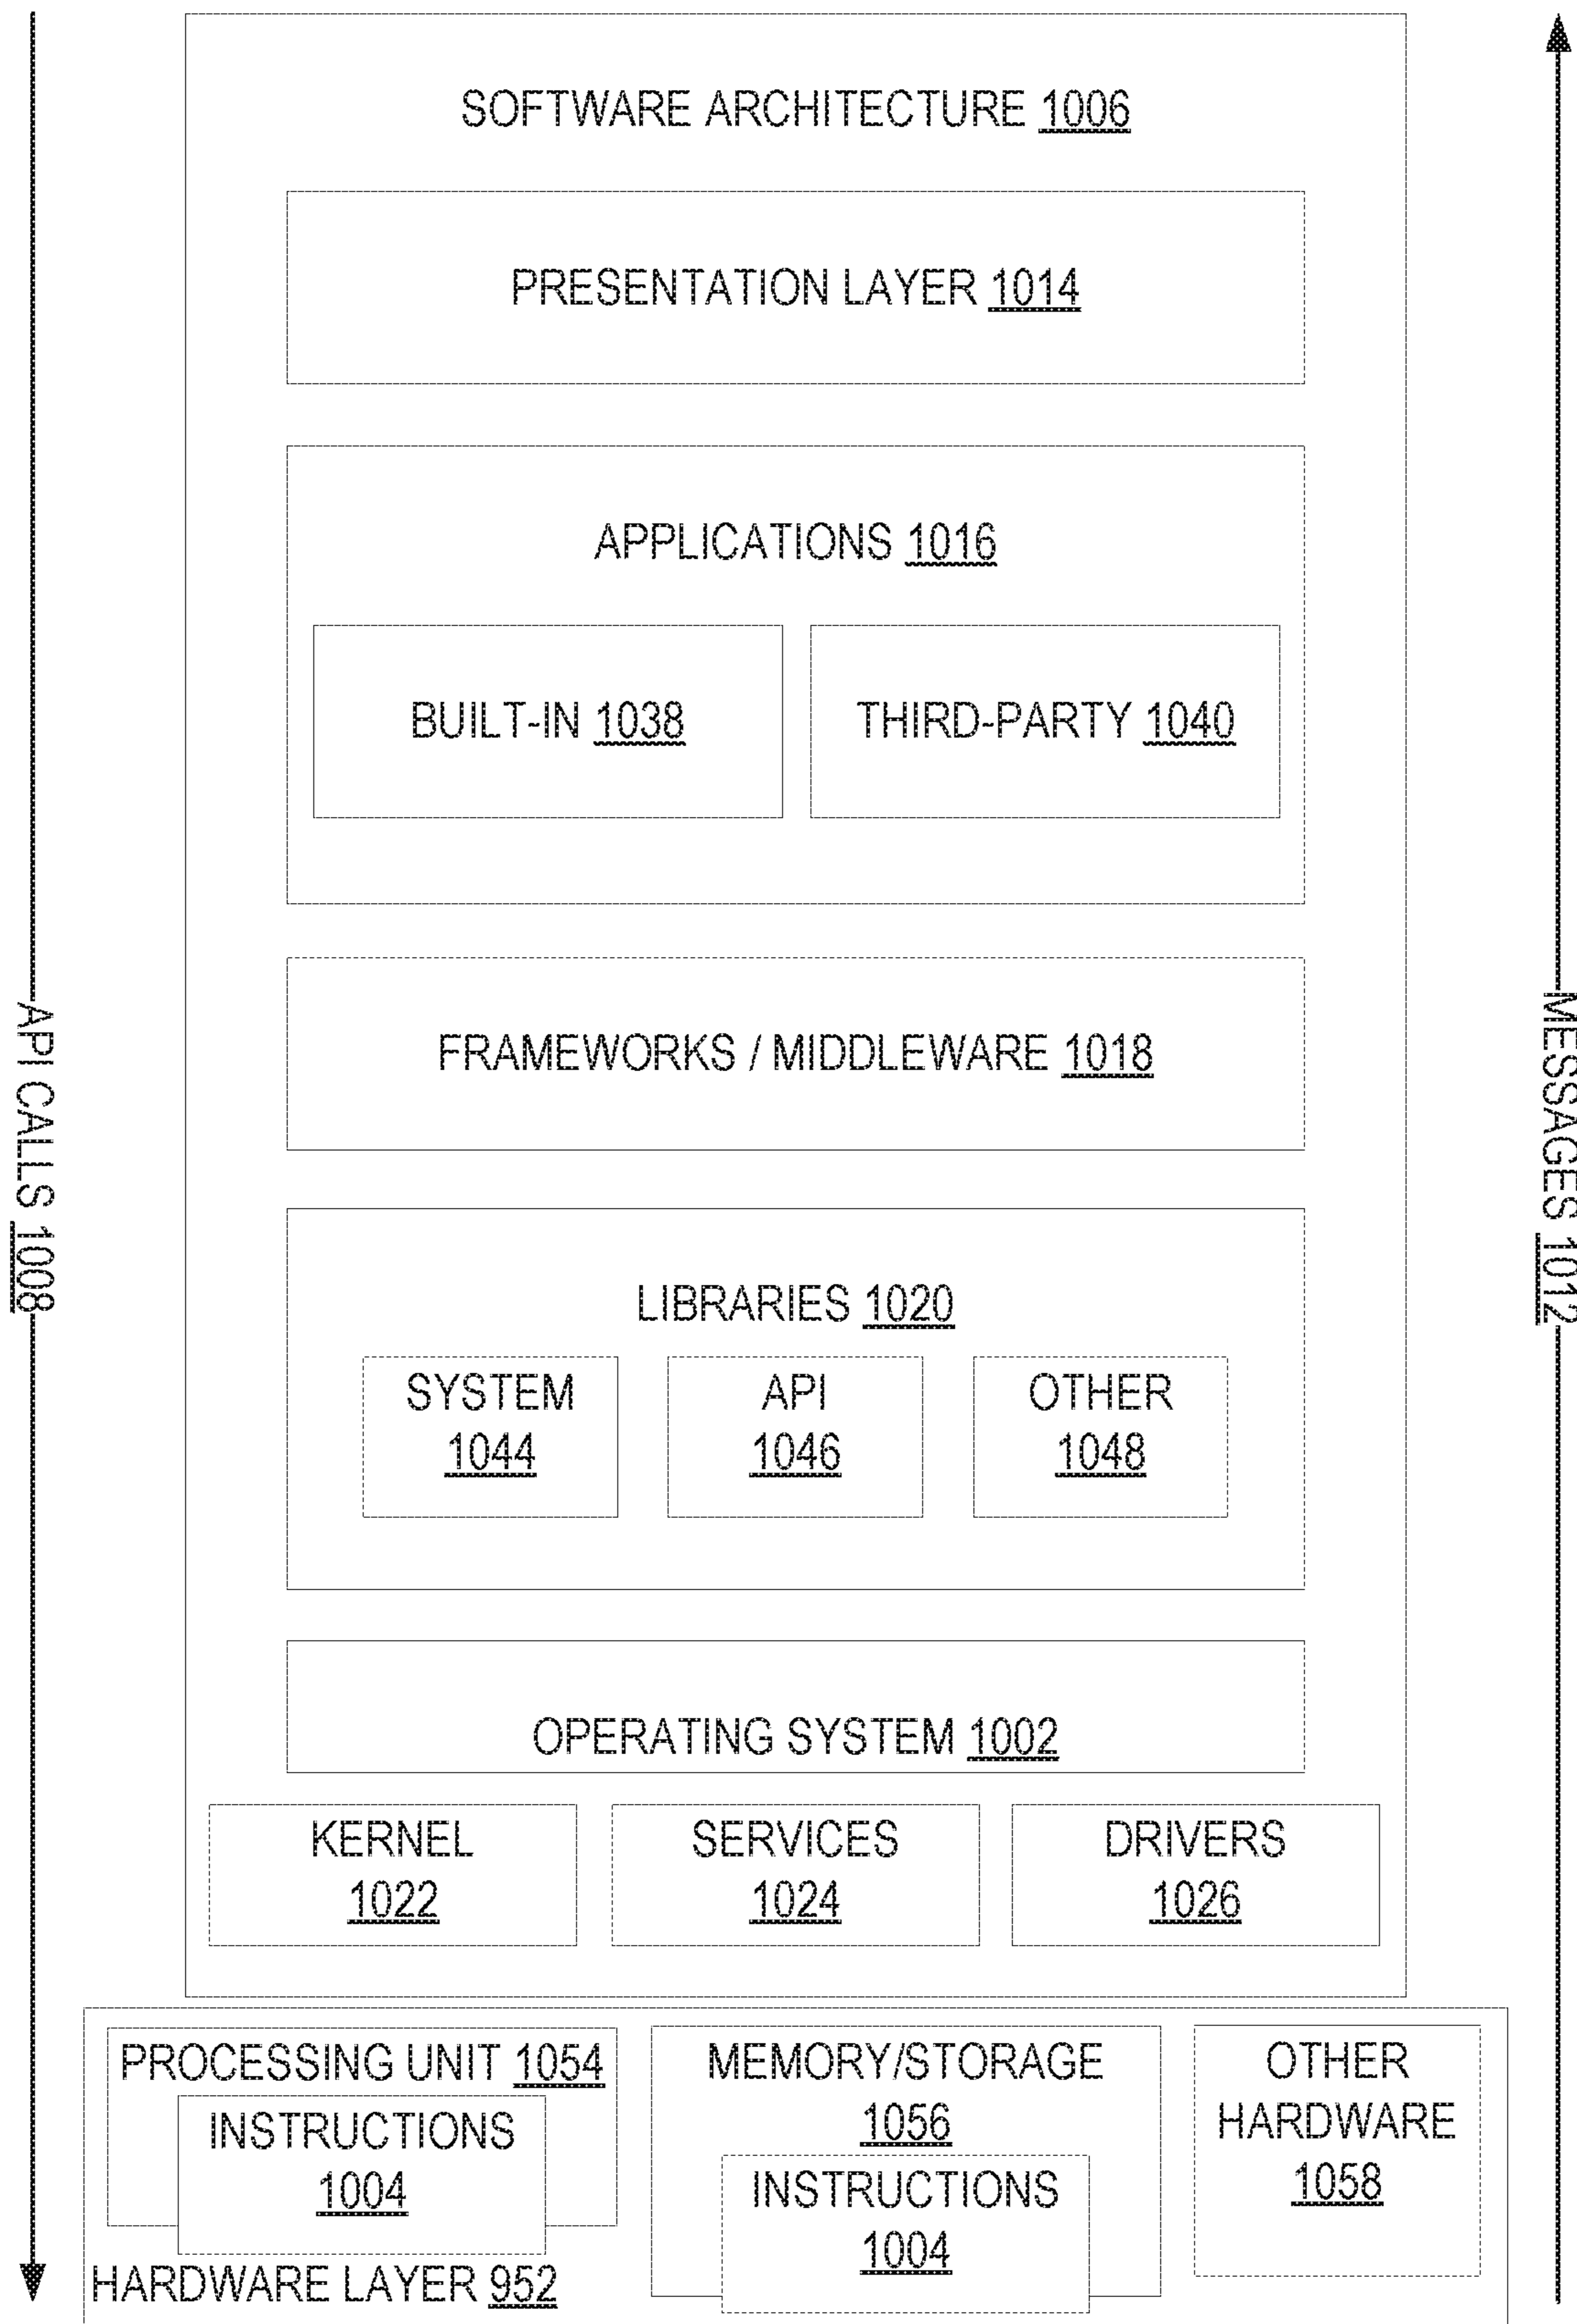 SOFTWARE ARCHITECTURE 1006
PRESENTATION LAYER 1014
APPLICATIONS 1016
BUILT-IN 1038
THIRD-PARTY 1040
FRAMEWORKS / MIDDLEWARE 1018
API CALLS 1008
MESSAGES 1012
LIBRARIES 1020
SYSTEM
1044
API
1046
OTHER
1048
OPERATING SYSTEM 1002
KERNEL
1022
SERVICES
1024
DRIVERS
1026
PROCESSING UNIT 1054
INSTRUCTIONS
1004
MEMORY/STORAGE
1056
INSTRUCTIONS
1004
OTHER
HARDWARE
1058
HARDWARE LAYER 952